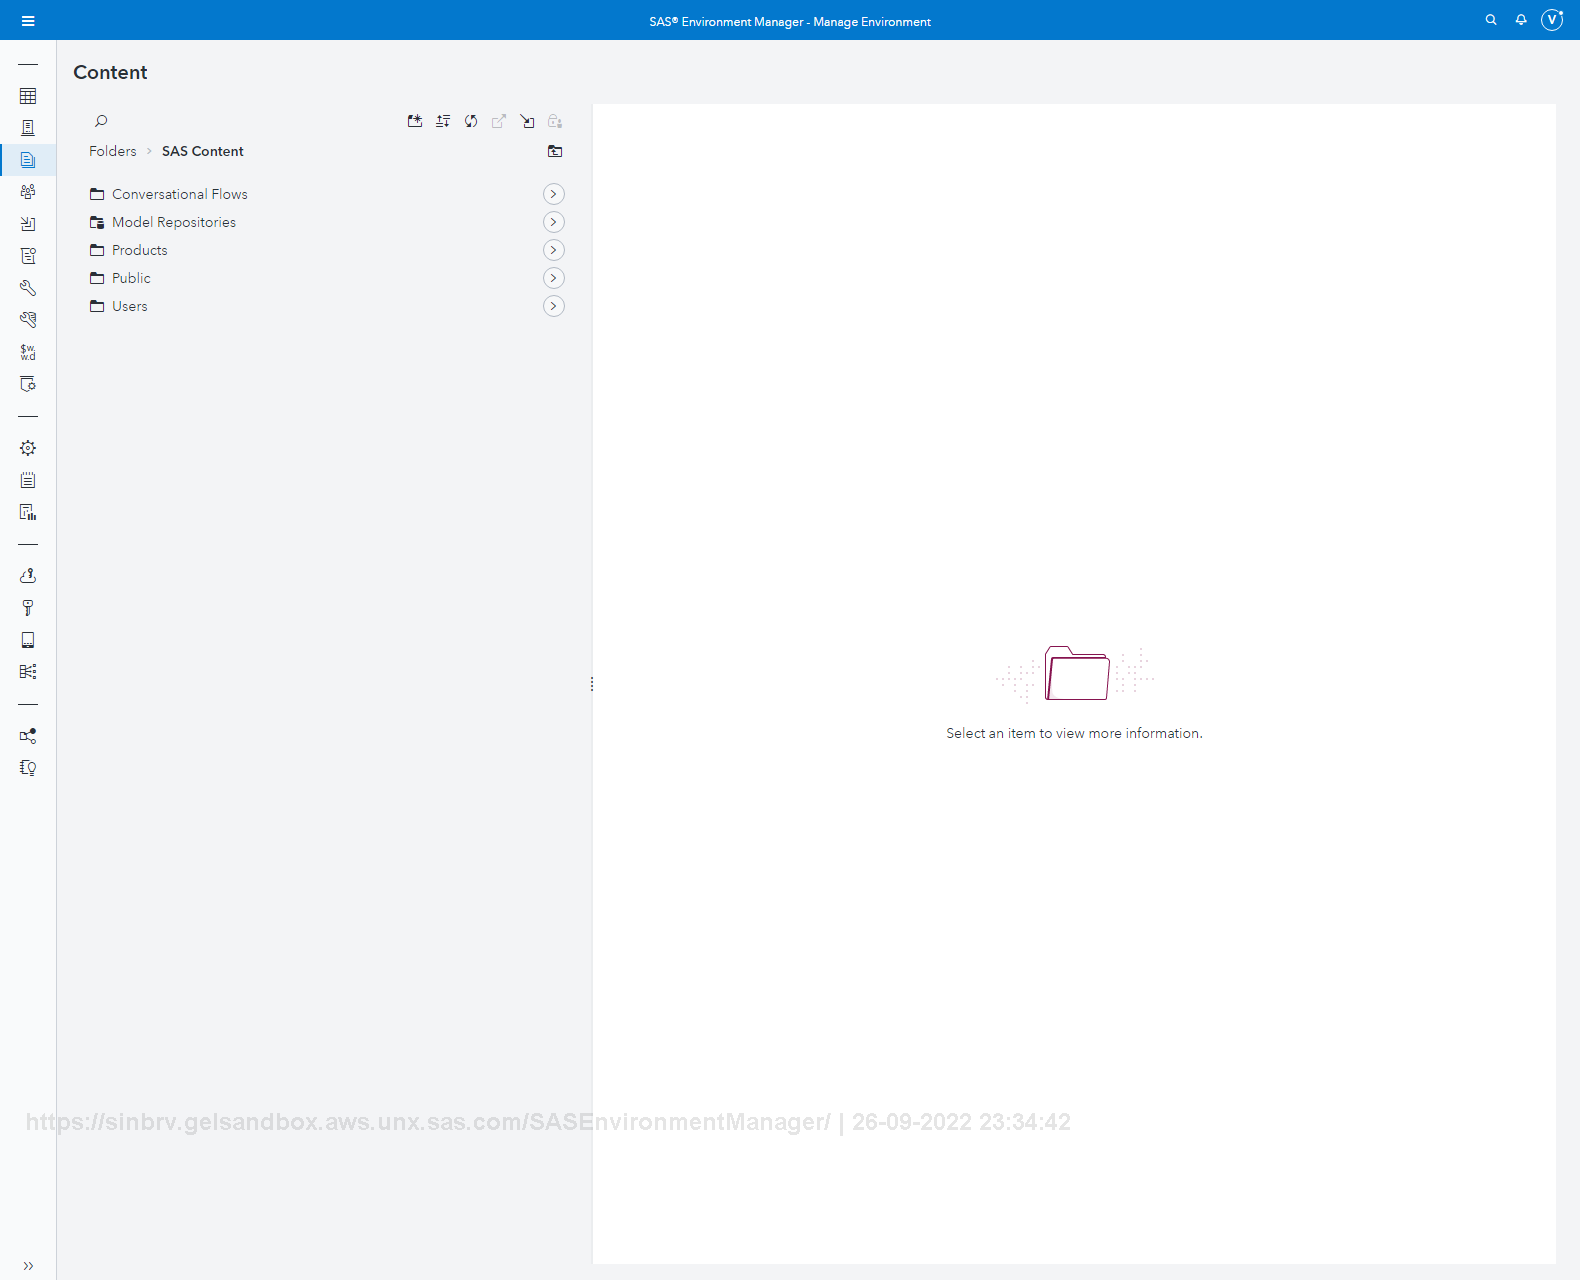 SAS® Environment Manager - Manage Environment
V
Content
Folders > SAS Content
Conversational Flows
Model Repositories
Products
Public
Users
$w.
w.d
Select an item to view more information.
https://sinbrv.gelsandbox.aws.unx.sas.com/SASEnvironmentManager/ | 26-09-2022 23:34:42